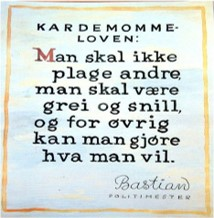 KARDEMOMME-
LOVEN:
Man skal ikke
plage andre,
man skal være
grei og snill,
og for øvrig
kan man gjøre
hva man vil.
Bastian
POLITIMESTER